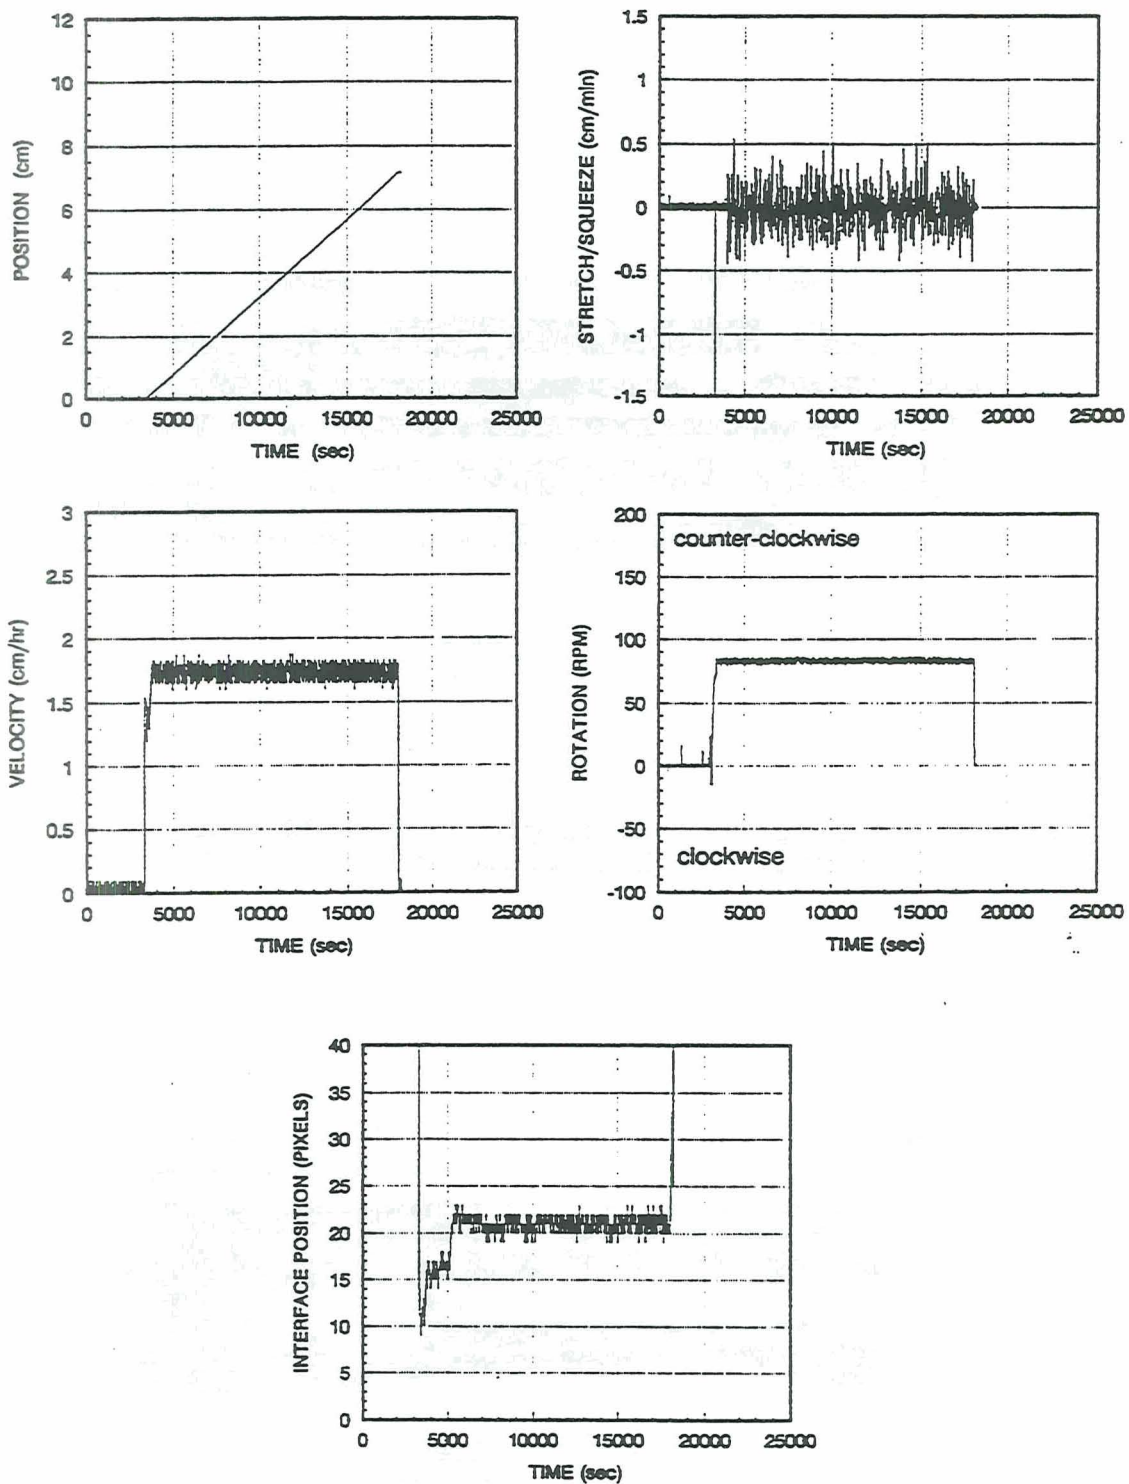 POSITION (cm)
12
10
8
6
4
2
0
0 5000 10000 15000 20000 25000
TIME (sec)
STRETCH/SQUEEZE (cm/min)
1.5
1
0.5
0
-0.5
-1
-1.5
0 5000 10000 15000 20000 25000
TIME (sec)
VELOCITY (cm/hr)
3
2.5
2
1.5
1
0.5
0
0 5000 10000 15000 20000 25000
TIME (sec)
ROTATION (RPM)
200
150
100
50
0
-50
-100
counter-clockwise
clockwise
0 5000 10000 15000 20000 25000
TIME (sec)
INTERFACE POSITION (PIXELS)
40
35
30
25
20
15
10
5
0
0 5000 10000 15000 20000 25000
TIME (sec)